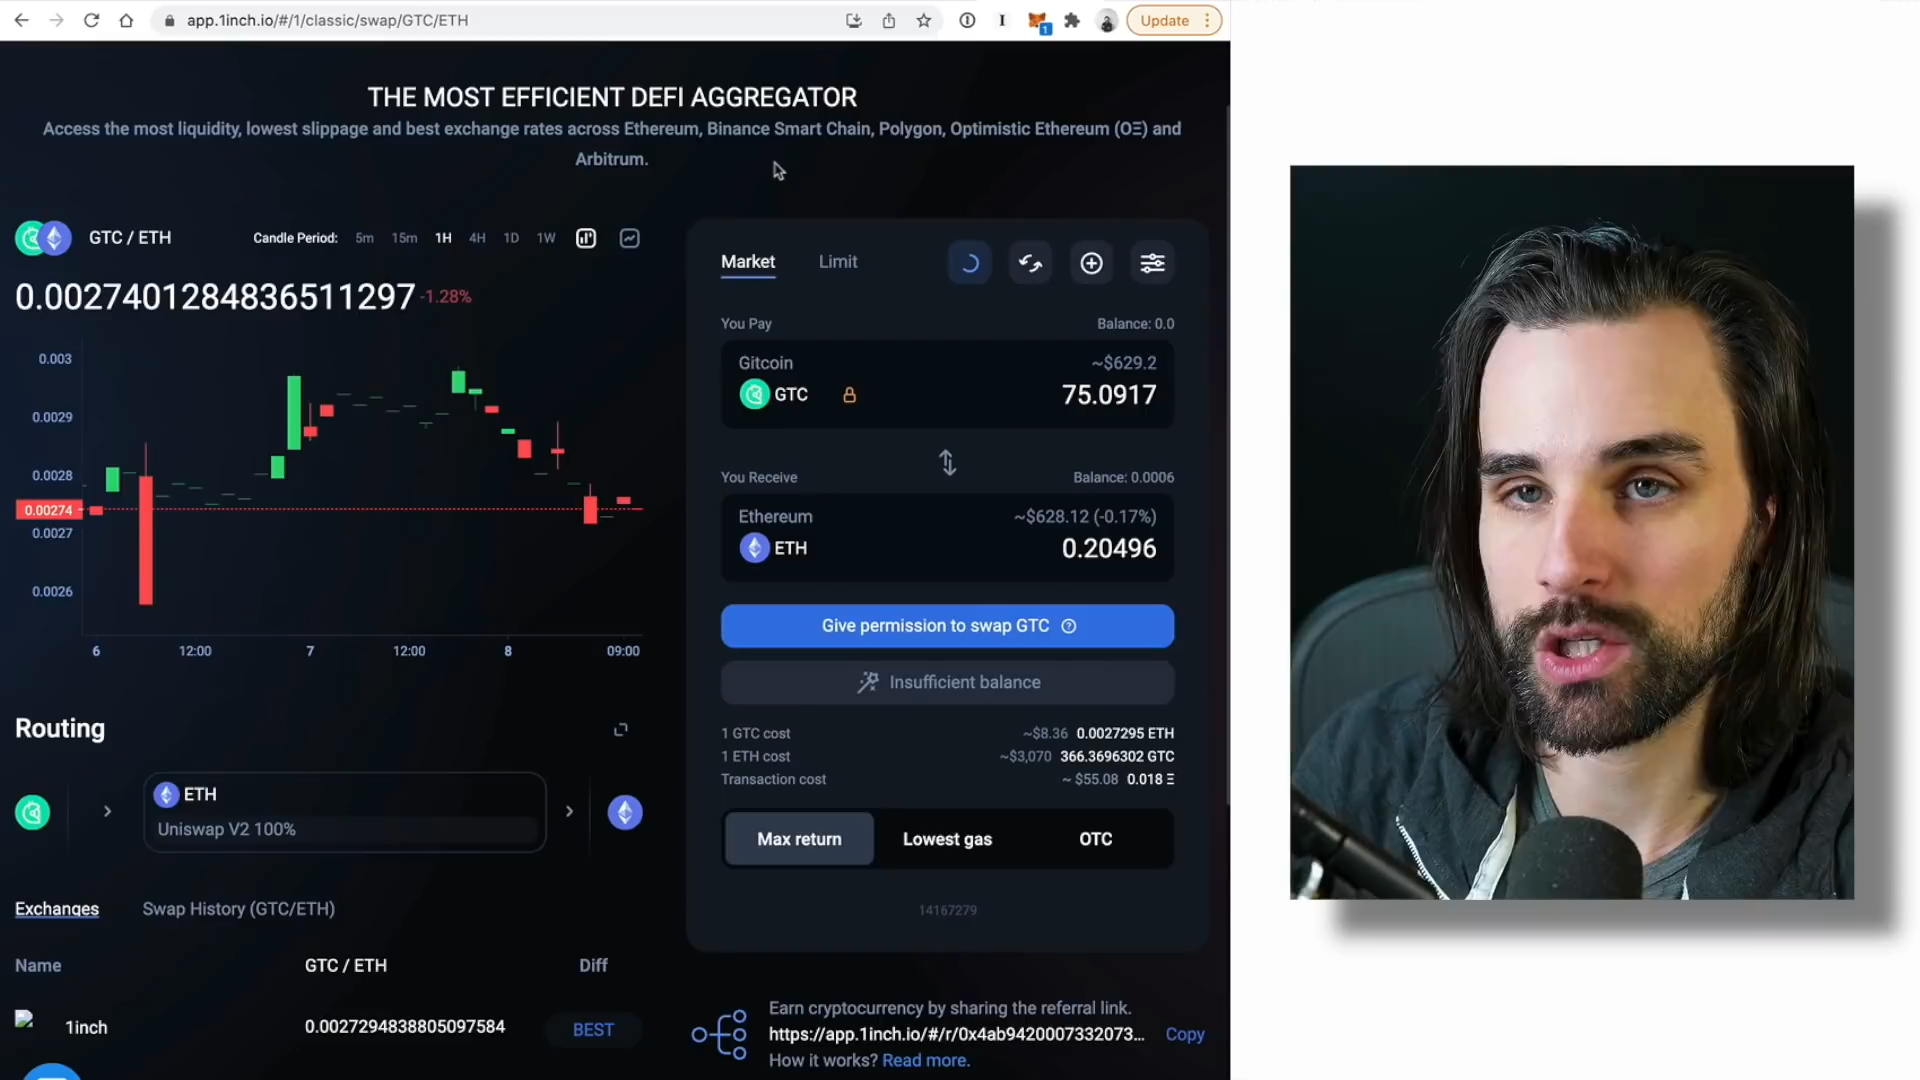 app.1inch.io/#/1/classic/swap/GTC/ETH
1
Update
THE MOST EFFICIENT DEFI AGGREGATOR
Access the most liquidity, lowest slippage and best exchange rates across Ethereum, Binance Smart Chain, Polygon, Optimistic Ethereum (OΞ) and
Arbitrum.
GTC / ETH
Candle Period: 5m 15m 1H 4H 1D 1W
0.0027401284836511297 -1.28%
0.003
0.0029
0.0028
0.00274
0.0027
0.0026
6 12:00 7 12:00 8 09:00
Routing
ETH
Uniswap V2 100%
Exchanges Swap History (GTC/ETH)
Name GTC / ETH Diff
1inch 0.0027294838805097584 BEST
Market Limit
You Pay Balance: 0.0
Gitcoin ~$629.2
GTC 75.0917
You Receive Balance: 0.0006
Ethereum ~$628.12 (-0.17%)
ETH 0.20496
Give permission to swap GTC
Insufficient balance
1 GTC cost ~$8.36 0.0027295 ETH
1 ETH cost ~$3,070 366.3696302 GTC
Transaction cost ~ $55.08 0.018 Ξ
Max return Lowest gas OTC
14167279
Earn cryptocurrency by sharing the referral link.
https://app.1inch.io/#/r/0x4ab9420007332073... Copy
How it works? Read more.